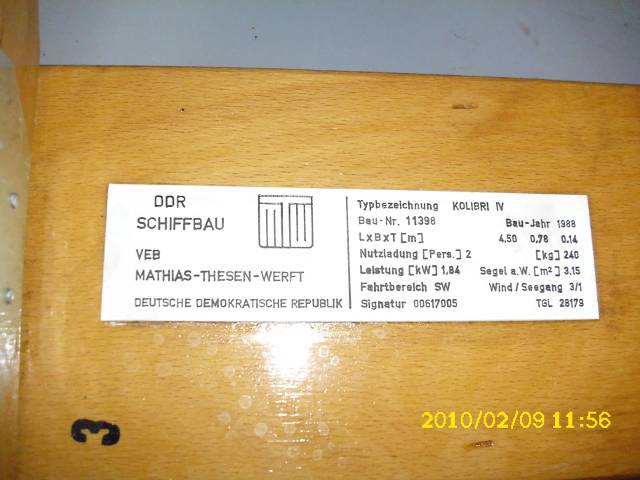 DDR
SCHIFFBAU
VEB
MATHIAS-THESEN-WERFT
DEUTSCHE DEMOKRATISCHE REPUBLIK
Typbezeichnung KOLIBRI IV
Bau-Nr. 11398 Bau-Jahr 1988
LxBxT [m] 4,50 0,78 0,14
Nutzladung [Pers.] 2 [kg] 240
Leistung [kW] 1,84 Segel a.W. [m²] 3,15
Fahrtbereich SW Wind/Seegang 3/1
Signatur 00617005 TGL 28179
3
2010/02/09 11:56